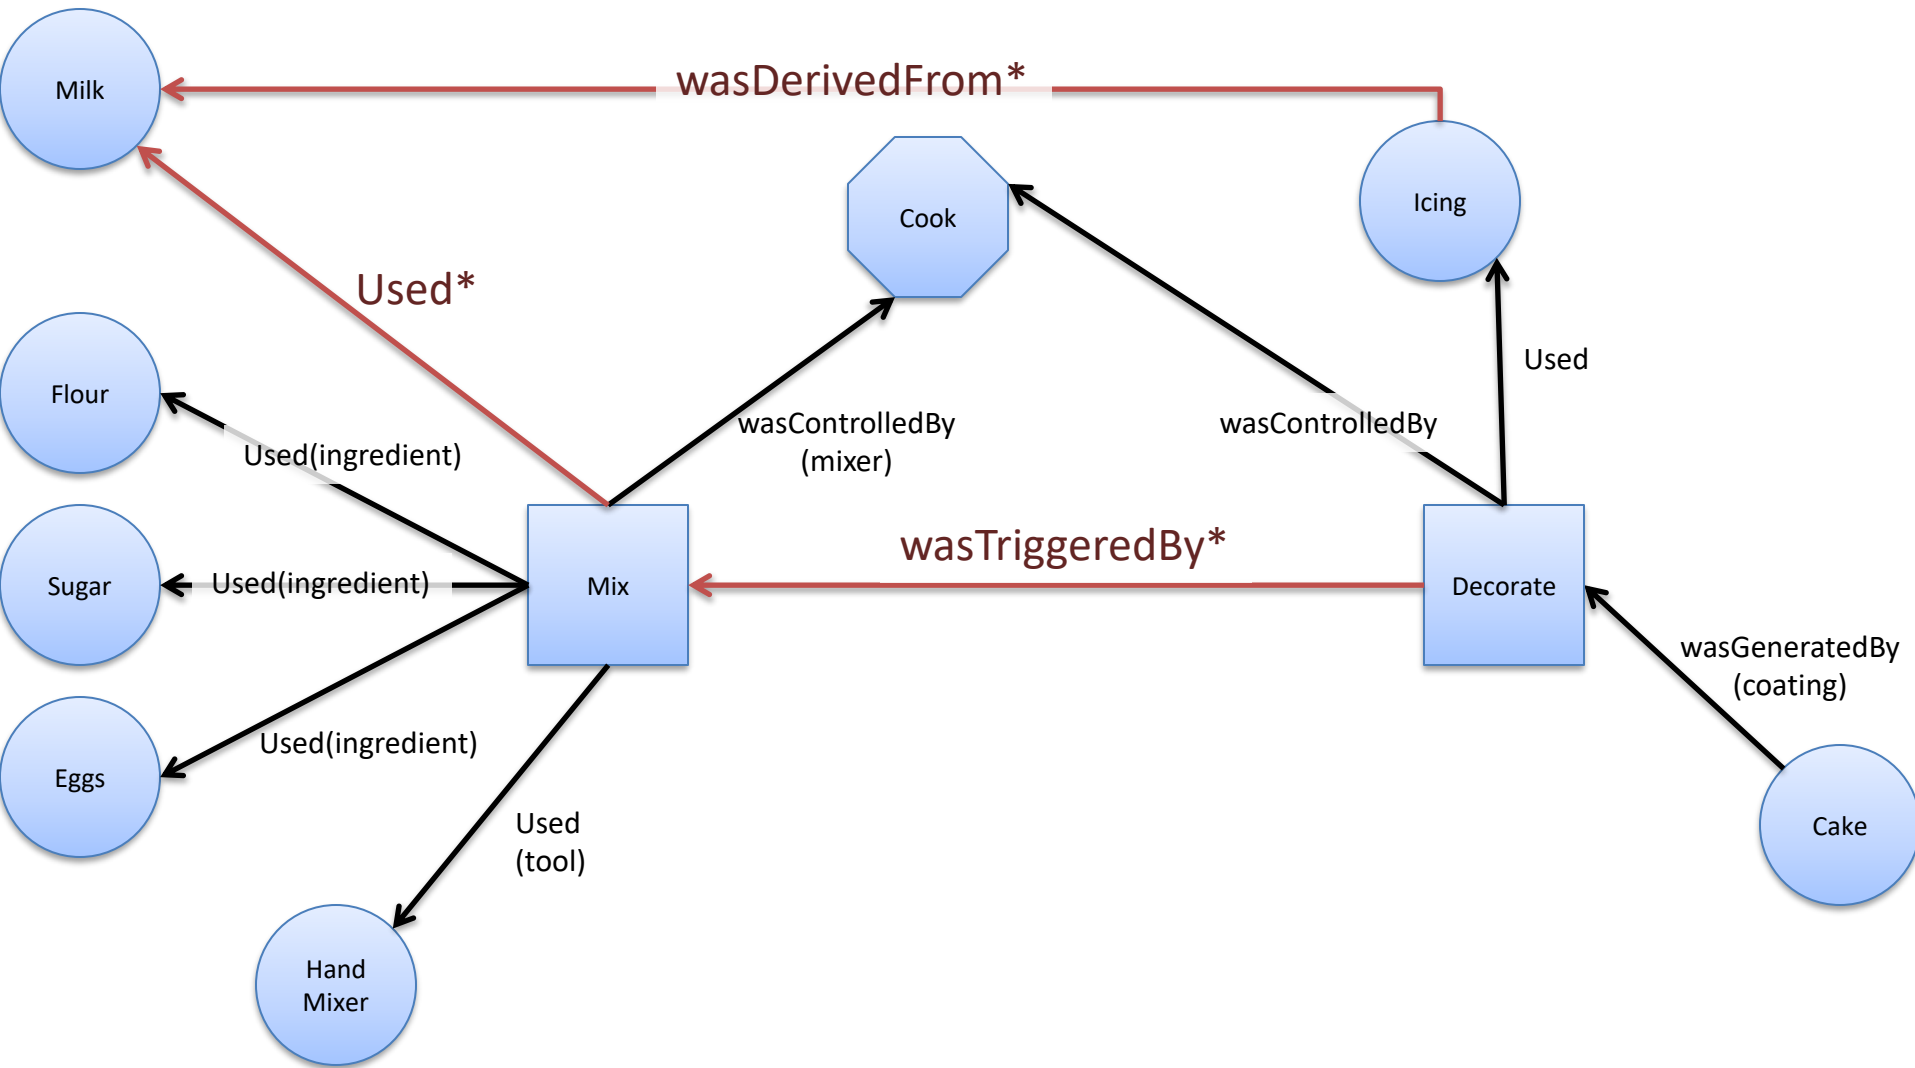 wasDerivedFrom*
Milk
Cook
Icing
Used*
Used
Flour
wasControlledBy
(mixer)
wasControlledBy
Used(ingredient)
wasTriggeredBy*
Sugar
Used(ingredient)
Mix
Decorate
wasGeneratedBy
(coating)
Used(ingredient)
Eggs
Used
(tool)
Cake
Hand
Mixer